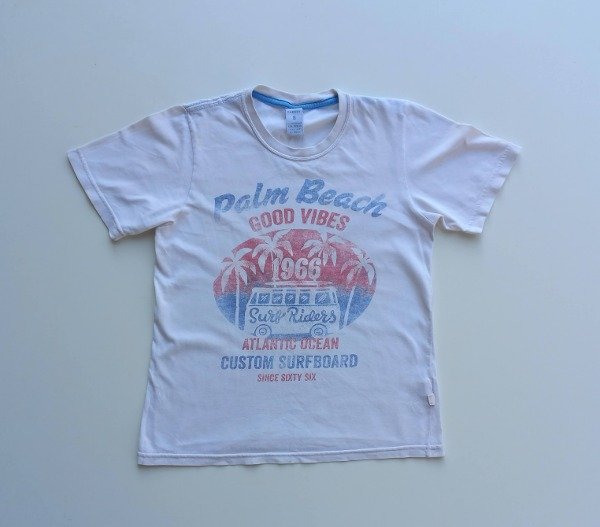 Palm Beach
GOOD VIBES
1966
Surf Riders
ATLANTIC OCEAN
CUSTOM SURFBOARD
SINCE SIXTY SIX